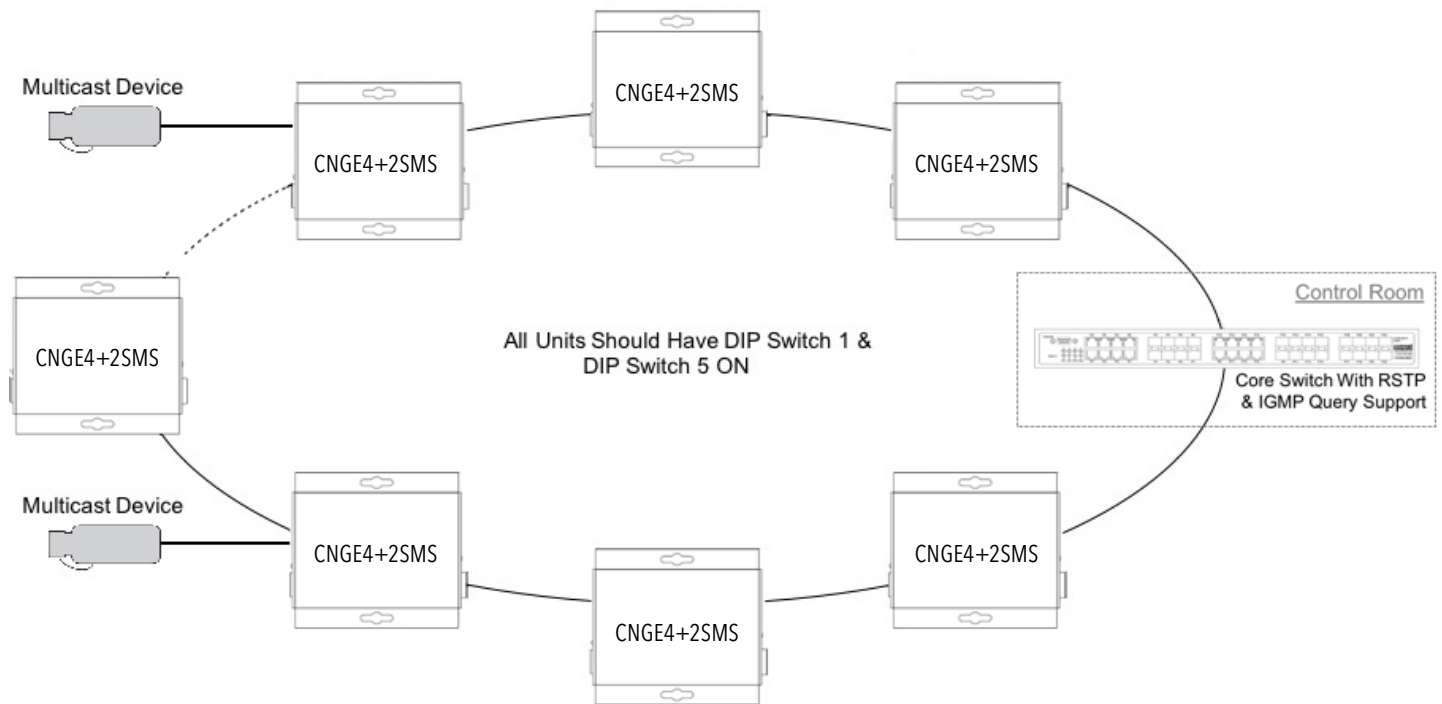 CNGE4+2SMS
Multicast Device
CNGE4+2SMS
CNGE4+2SMS
Control Room
CNGE4+2SMS
All Units Should Have DIP Switch 1 &
DIP Switch 5 ON
Core Switch With RSTP
& IGMP Query Support
Multicast Device
CNGE4+2SMS
CNGE4+2SMS
CNGE4+2SMS